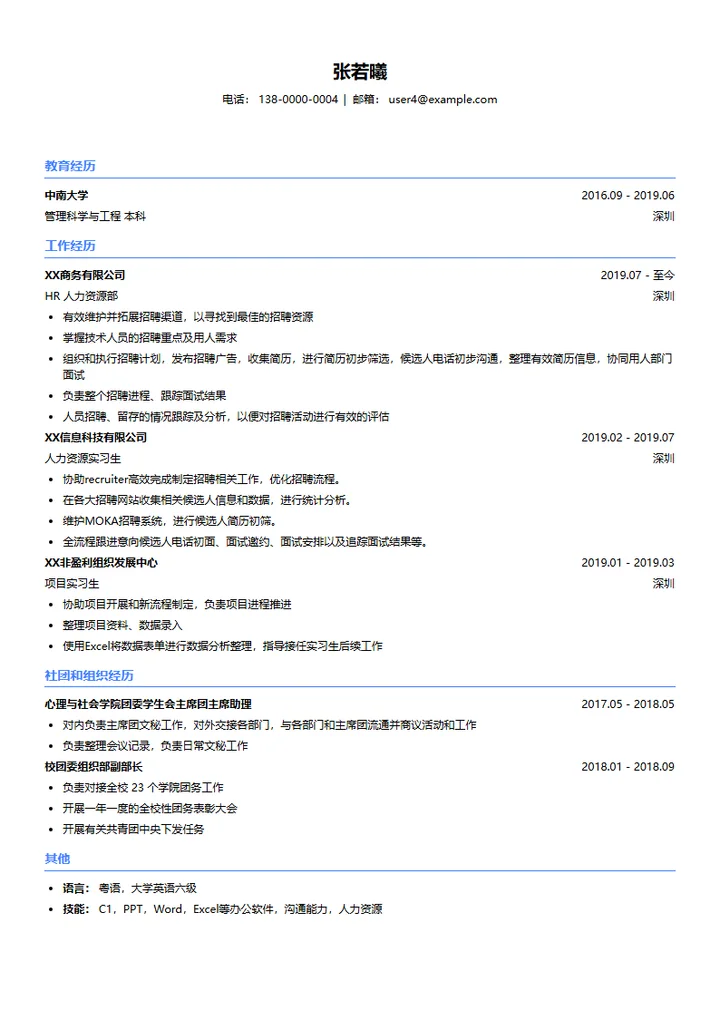 张若曦
电话： 138-0000-0004 | 邮箱： user4@example.com
教育经历
中南大学 2016.09 - 2019.06
管理科学与工程 本科 深圳
工作经历
XX商务有限公司 2019.07 - 至今
HR 人力资源部 深圳
• 有效维护并拓展招聘渠道，以寻找到最佳的招聘资源
• 掌握技术人员的招聘重点及用人需求
• 组织和执行招聘计划，发布招聘广告，收集简历，进行简历初步筛选，候选人电话初步沟通，整理有效简历信息，协同用人部门
面试
• 负责整个招聘进程、跟踪面试结果
• 人员招聘、留存的情况跟踪及分析，以便对招聘活动进行有效的评估
XX信息科技有限公司 2019.02 - 2019.07
人力资源实习生 深圳
• 协助recruiter高效完成制定招聘相关工作，优化招聘流程。
• 在各大招聘网站收集相关候选人信息和数据，进行统计分析。
• 维护MOKA招聘系统，进行候选人简历初筛。
• 全流程跟进意向候选人电话初面、面试邀约、面试安排以及追踪面试结果等。
XX非盈利组织发展中心 2019.01 - 2019.03
项目实习生 深圳
• 协助项目开展和新流程制定，负责项目进程推进
• 整理项目资料、数据录入
• 使用Excel将数据表单进行数据分析整理，指导接任实习生后续工作
社团和组织经历
心理与社会学院团委学生会主席团主席助理 2017.05 - 2018.05
• 对内负责主席团文秘工作，对外交接各部门，与各部门和主席团流通并商议活动和工作
• 负责整理会议记录，负责日常文秘工作
校团委组织部副部长 2018.01 - 2018.09
• 负责对接全校 23 个学院团务工作
• 开展一年一度的全校性团务表彰大会
• 开展有关共青团中央下发任务
其他
• 语言： 粤语，大学英语六级
• 技能： C1，PPT，Word，Excel等办公软件，沟通能力，人力资源